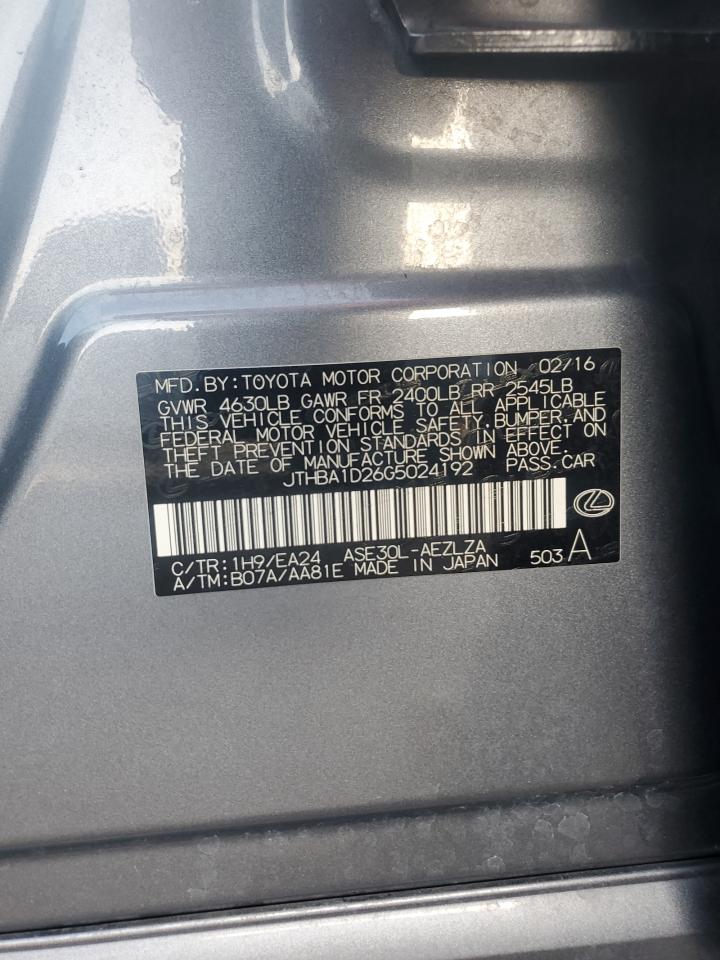 MFD.BY:TOYOTA MOTOR CORPORATION 02/16
GVWR 4630LB GAWR FR 2400LB RR 2545LB
THIS VEHICLE CONFORMS TO ALL APPLICABLE
FEDERAL MOTOR VEHICLE SAFETY,BUMPER,AND
THEFT PREVENTION STANDARDS IN EFFECT ON
THE DATE OF MANUFACTURE SHOWN ABOVE.
JTHBA1D26G5024192 PASS.CAR
C/TR:1H9/EA24 ASE30L-AEZLZA
A/TM:B07A/AA81E MADE IN JAPAN 503 A